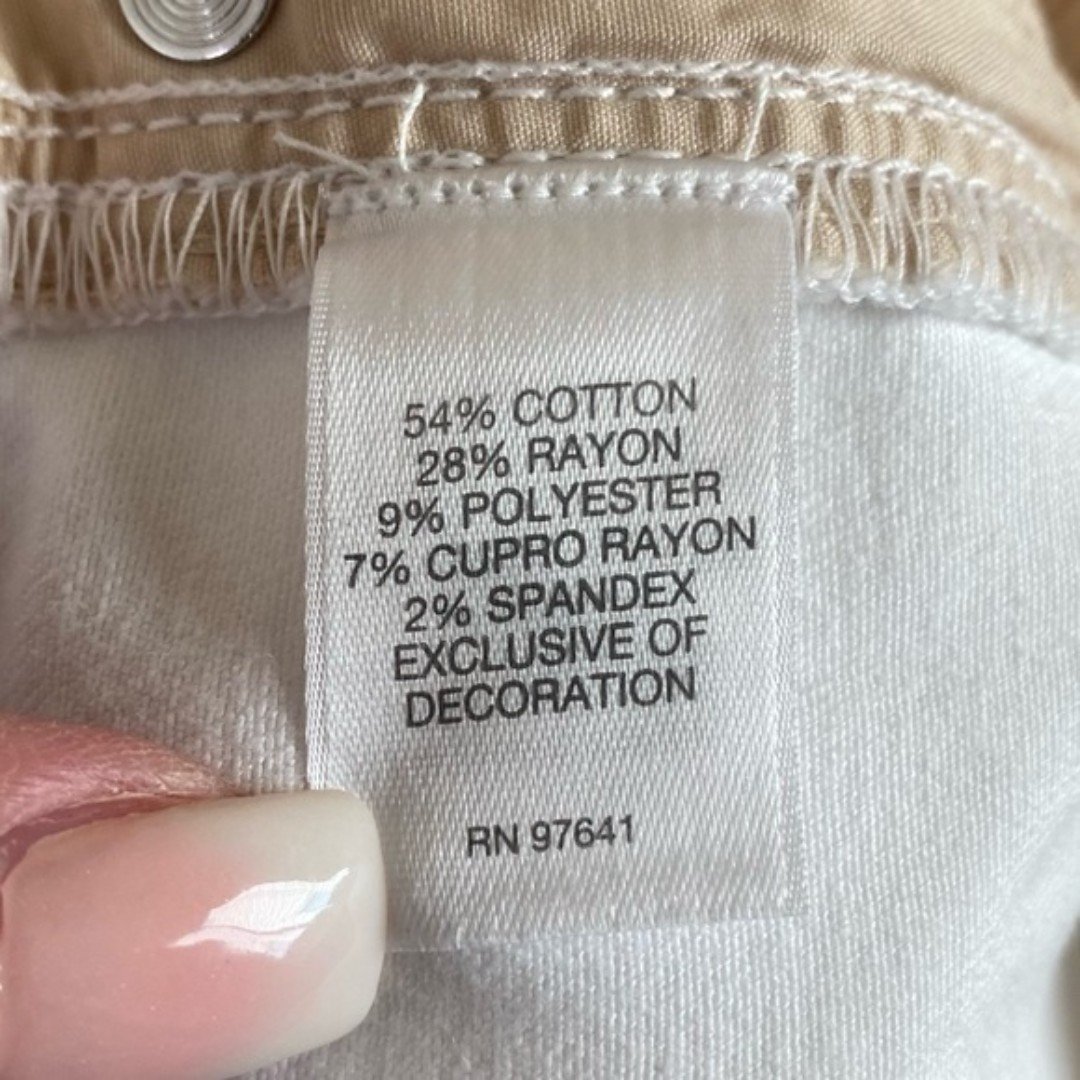 54% COTTON
28% RAYON
9% POLYESTER
7% CUPRO RAYON
2% SPANDEX
EXCLUSIVE OF
DECORATION
RN 97641